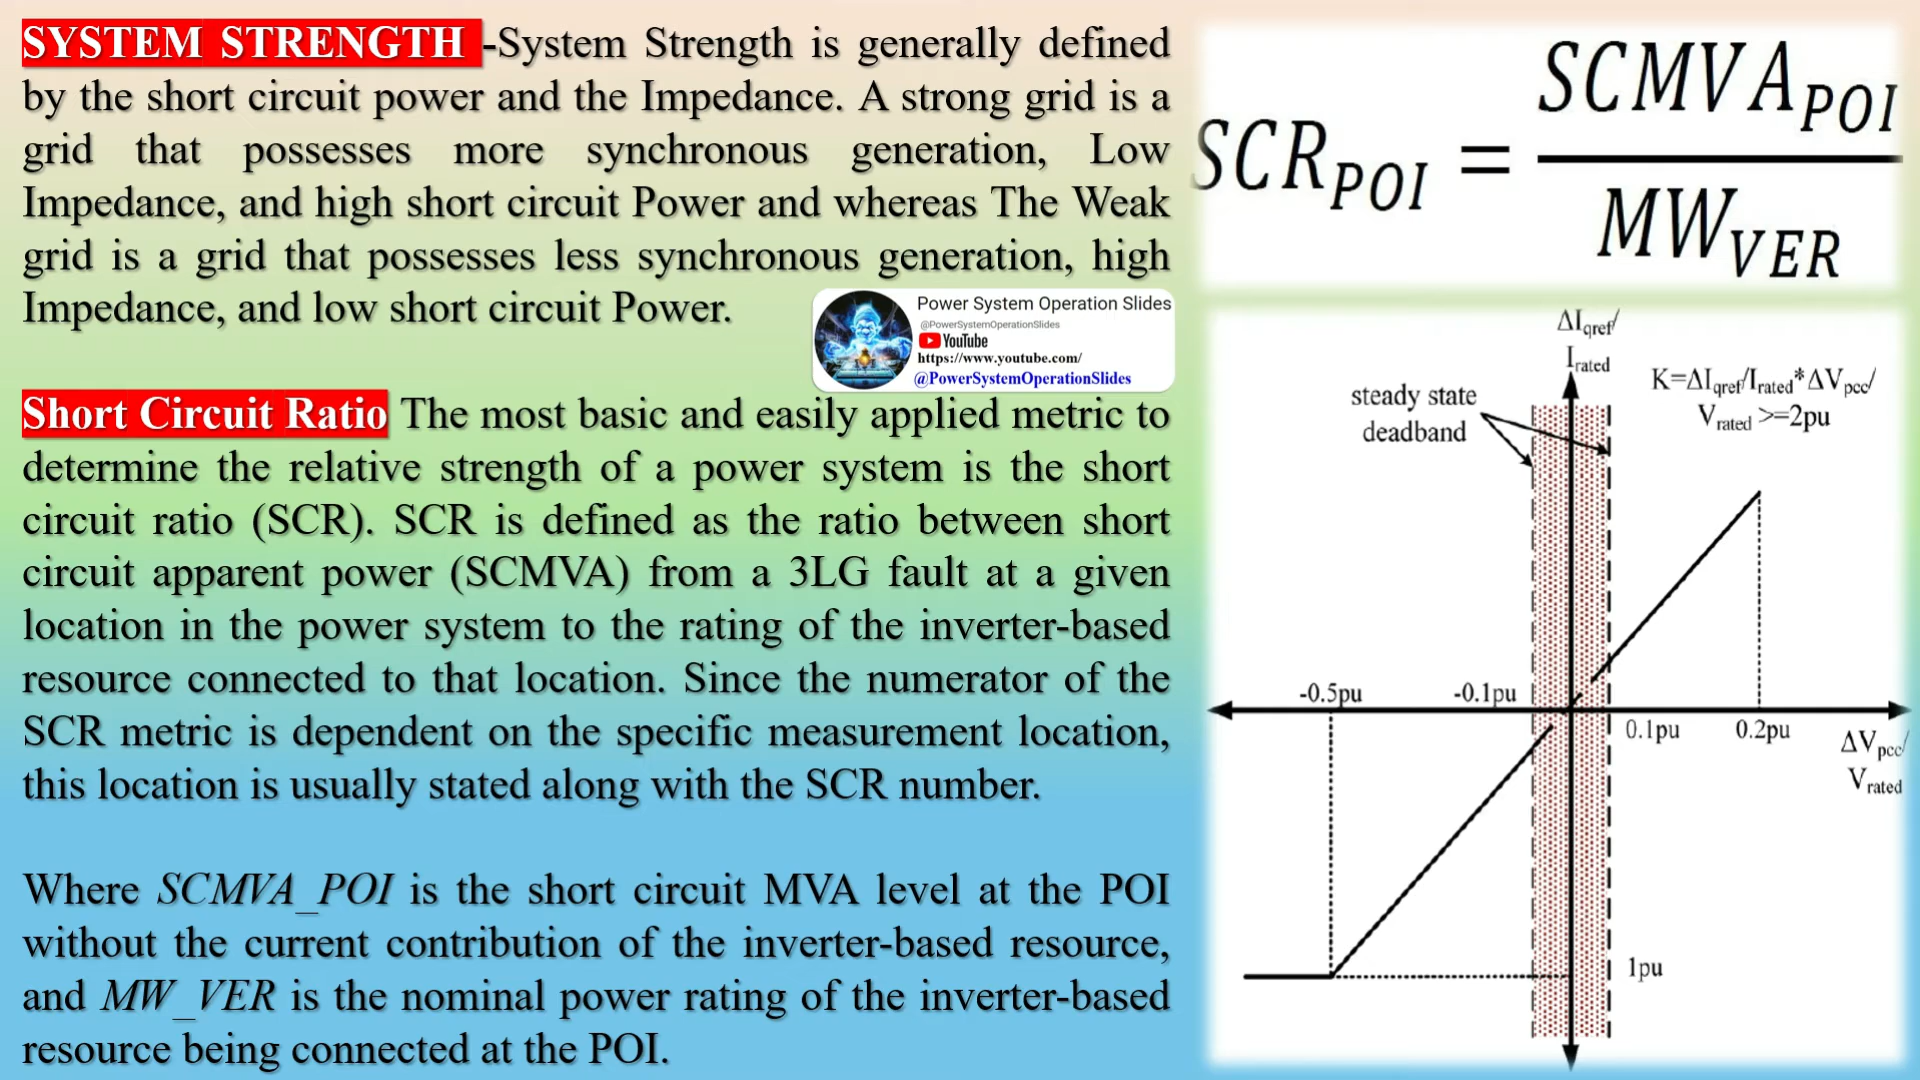 SYSTEM STRENGTH -System Strength is generally defined
by the short circuit power and the Impedance. A strong grid is a
grid that possesses more synchronous generation, Low
Impedance, and high short circuit Power and whereas The Weak
grid is a grid that possesses less synchronous generation, high
Impedance, and low short circuit Power.
Power System Operation Slides
@PowerSystemOperationSlides
YouTube
https://www.youtube.com/
@PowerSystemOperationSlides
Short Circuit Ratio The most basic and easily applied metric to
determine the relative strength of a power system is the short
circuit ratio (SCR). SCR is defined as the ratio between short
circuit apparent power (SCMVA) from a 3LG fault at a given
location in the power system to the rating of the inverter-based
resource connected to that location. Since the numerator of the
SCR metric is dependent on the specific measurement location,
this location is usually stated along with the SCR number.
Where SCMVA_POI is the short circuit MVA level at the POI
without the current contribution of the inverter-based resource,
and MW_VER is the nominal power rating of the inverter-based
resource being connected at the POI.
SCR_POI = SCMVA_POI / MW_VER
ΔIqref/
Irated
K=ΔIqref/Irated*ΔVpcc/
Vrated >=2pu
steady state
deadband
-0.5pu
-0.1pu
0.1pu
0.2pu
ΔVpcc/
Vrated
1pu